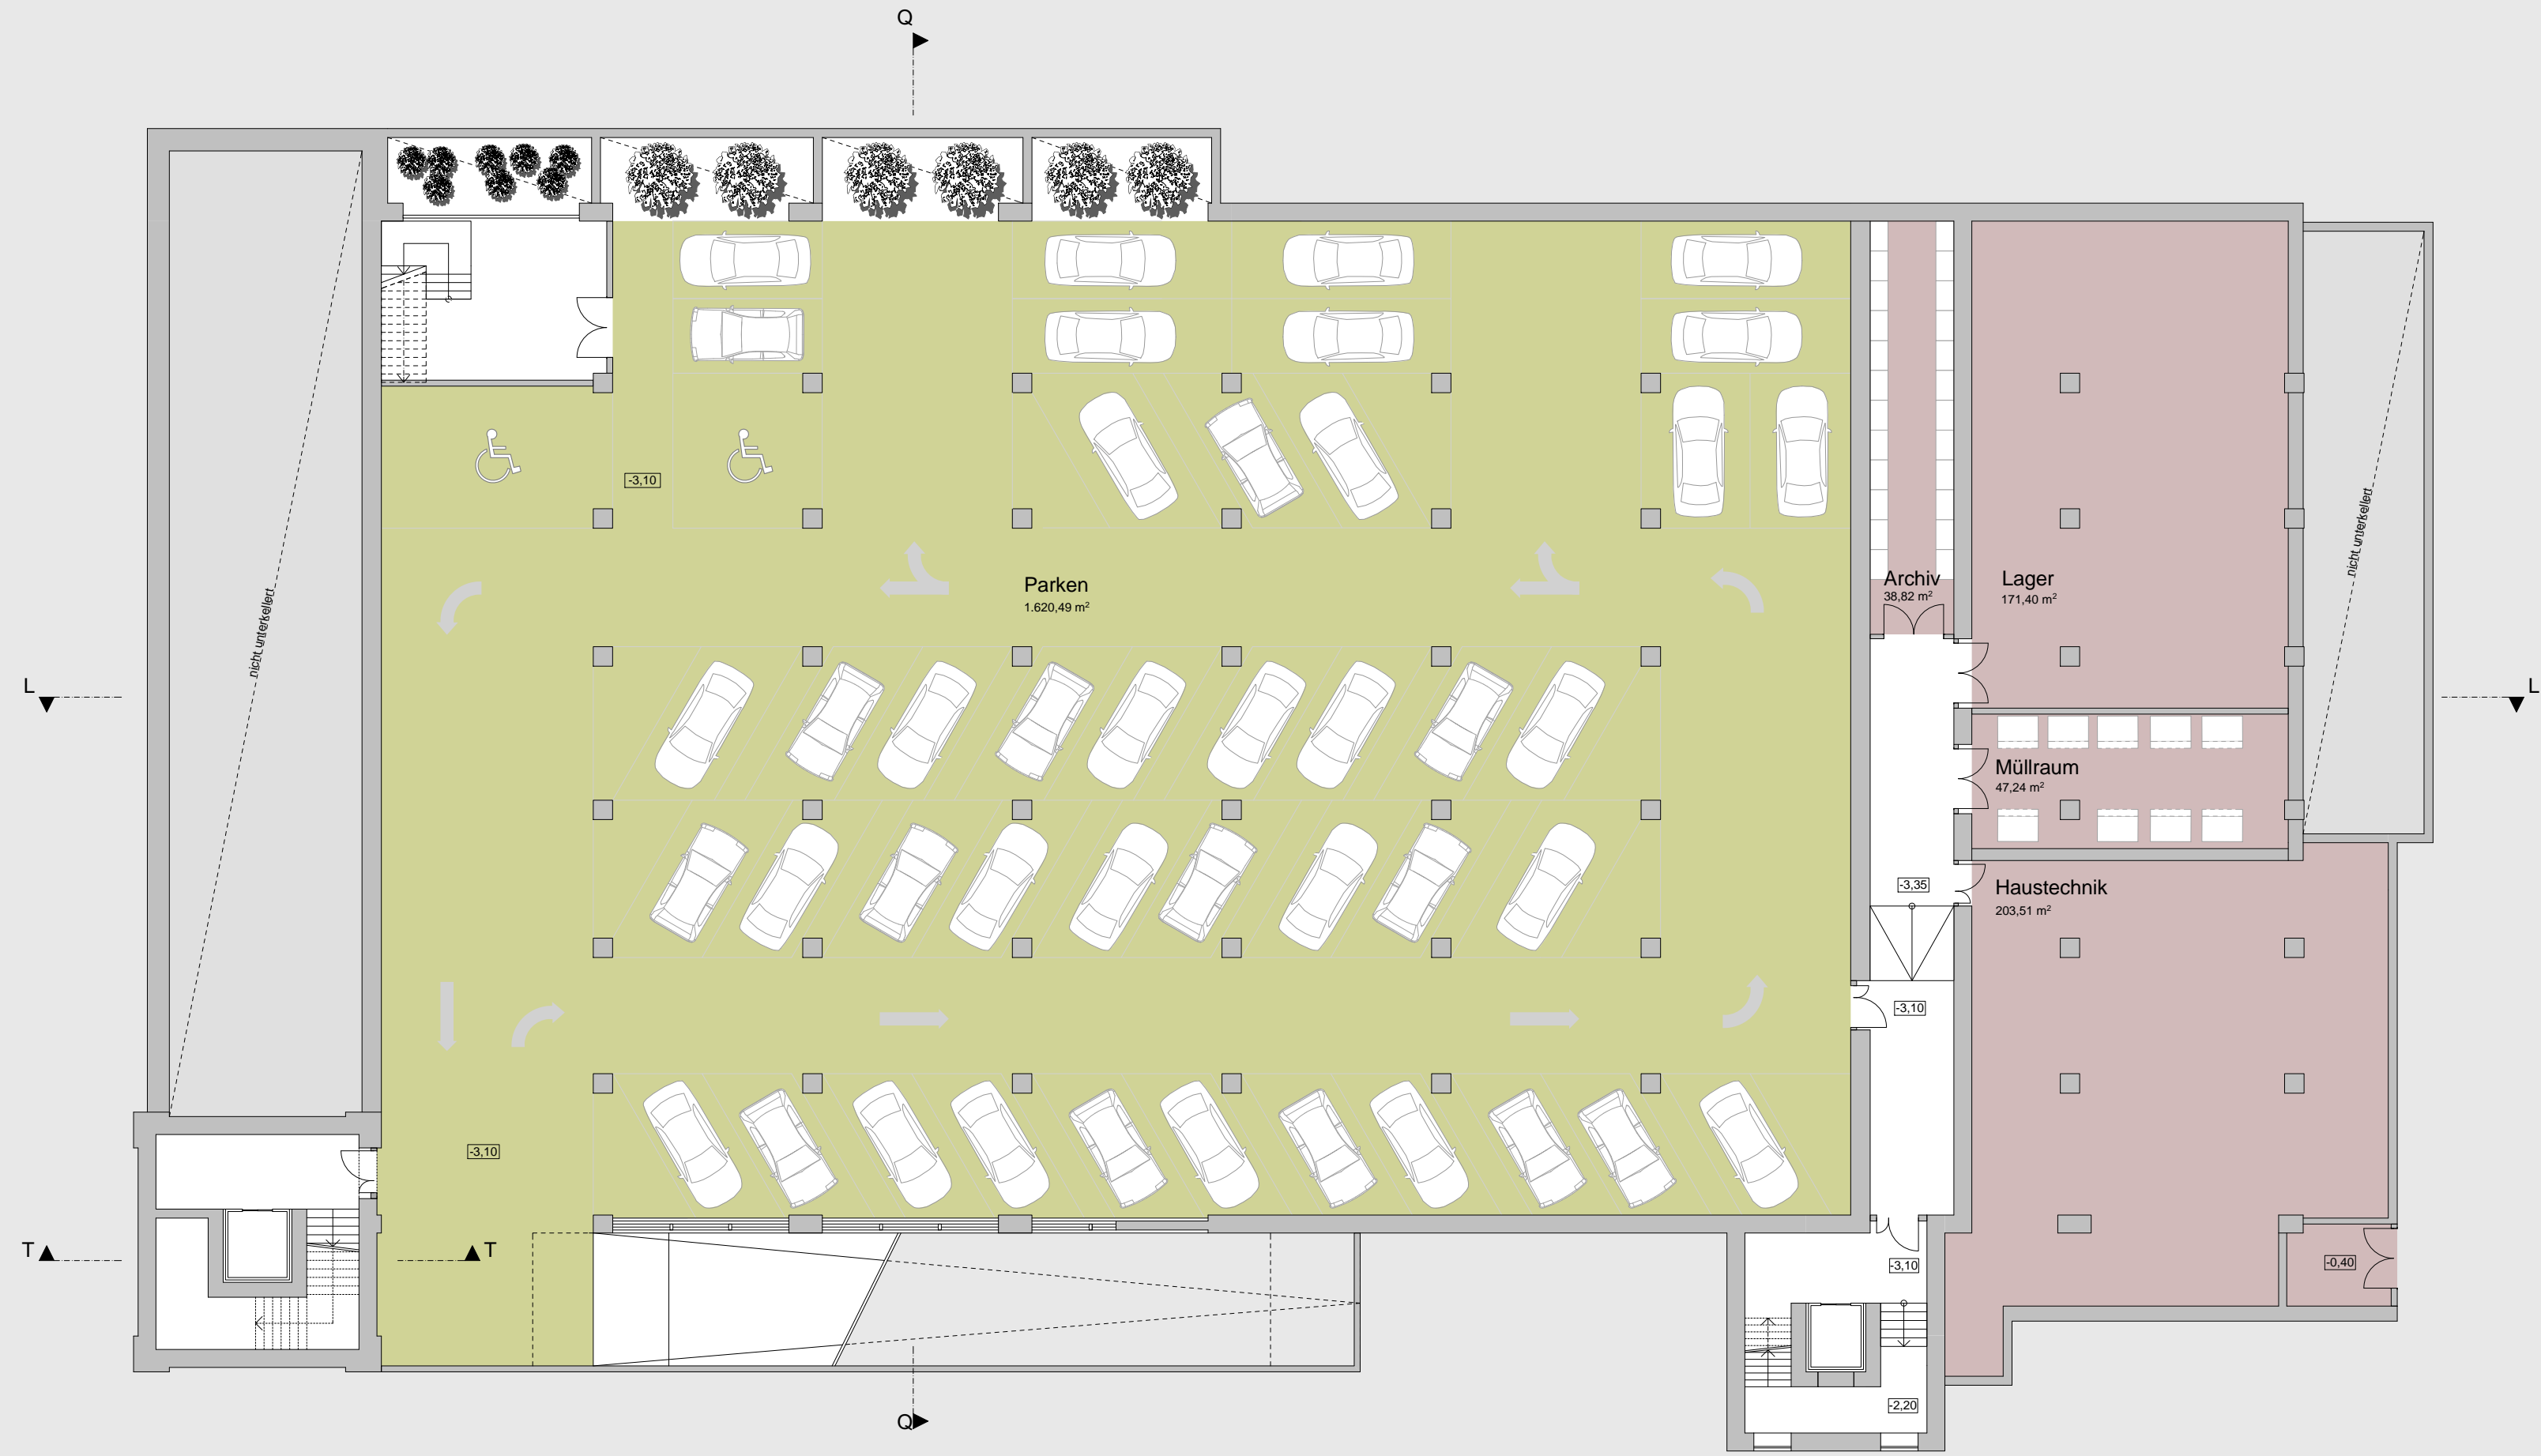 Q
nicht unterkellert
-3,10
Parken
1.620,49 m²
Archiv
38,82 m²
Lager
171,40 m²
nicht unterkellert
L
L
Müllraum
47,24 m²
-3,35
Haustechnik
203,51 m²
-3,10
-3,10
T
T
-3,10
-0,40
-2,20
Q